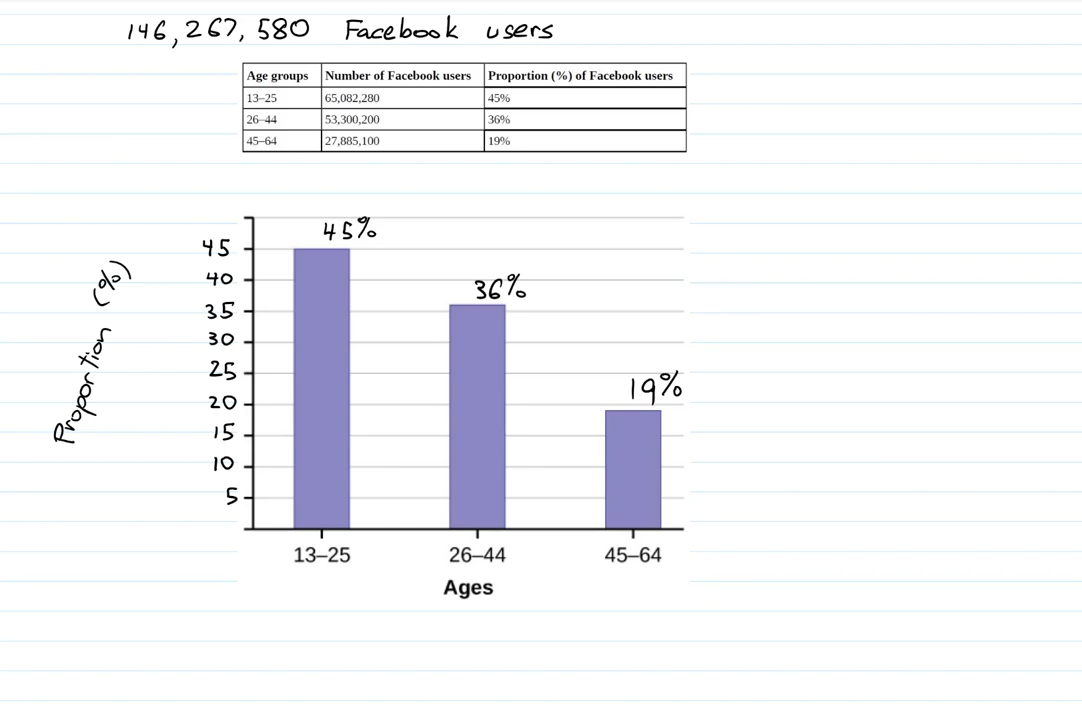 146,267,580 Facebook users
Age groups Number of Facebook users Proportion (%) of Facebook users
13–25 65,082,280 45%
26–44 53,300,200 36%
45–64 27,885,100 19%
45%
45
40
36%
35
30
25
19%
20
15
10
5
Proportion (%)
13–25 26–44 45–64
Ages